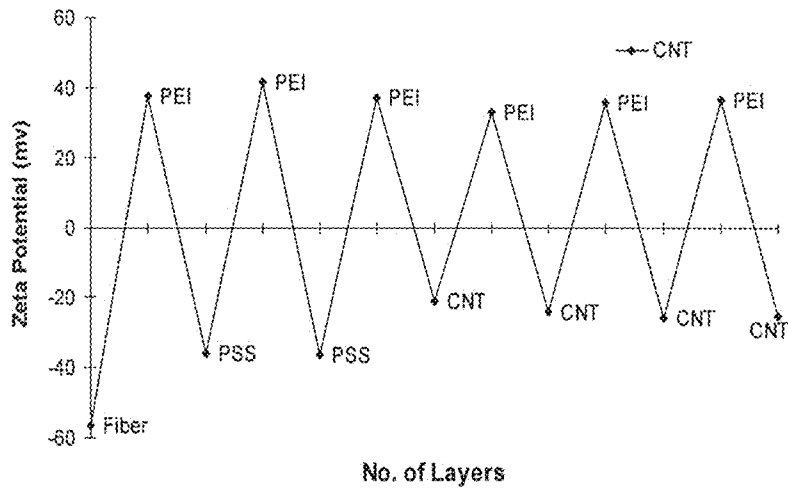 60
CNT
40
PEI PEI PEI PEI PEI PEI
20
Zeta Potential (mv)
0
-20
CNT CNT CNT CNT
-40
PSS PSS
Fiber
-60
No. of Layers